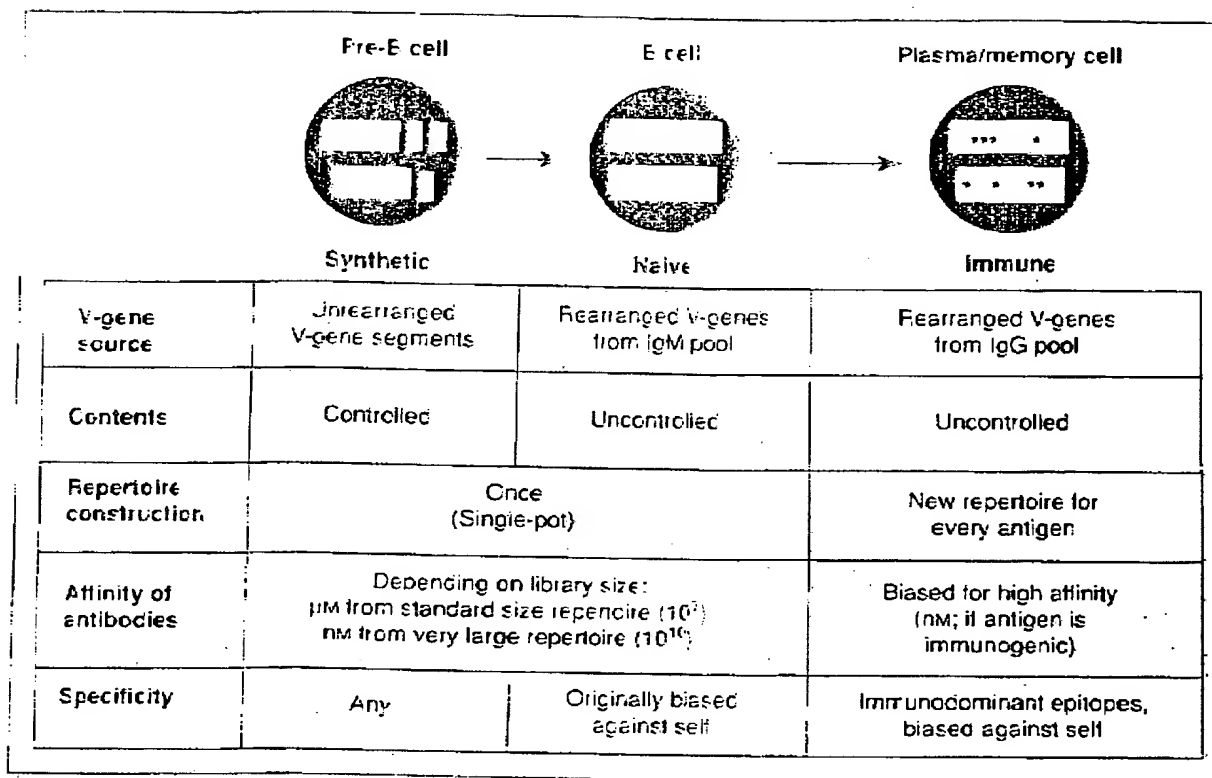 Pre-B cell
B cell
Plasma/memory cell
Synthetic
Naive
Immune
V-gene
source
Unrearranged
V-gene segments
Rearranged V-genes
from IgM pool
Rearranged V-genes
from IgG pool
Contents
Controlled
Uncontrolled
Uncontrolled
Repertoire
construction
Once
(Single-pot)
New repertoire for
every antigen
Affinity of
antibodies
Depending on library size:
μM from standard size repertoire (10⁷)
nM from very large repertoire (10¹⁰)
Biased for high affinity
(nM; if antigen is
immunogenic)
Specificity
Any
Originally biased
against self
Immunodominant epitopes,
biased against self